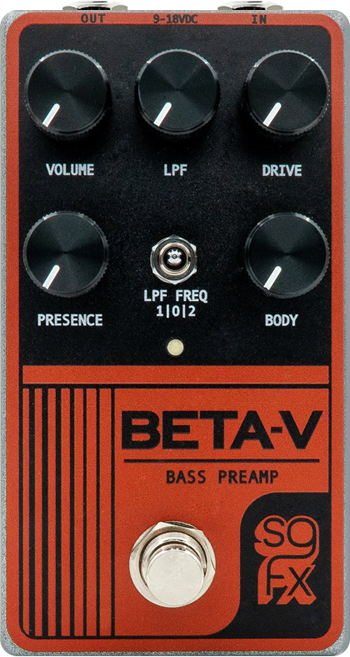 OUT 9-18VDC IN
VOLUME LPF DRIVE
PRESENCE LPF FREQ BODY
1|0|2
BETA-V
BASS PREAMP
sg
FX